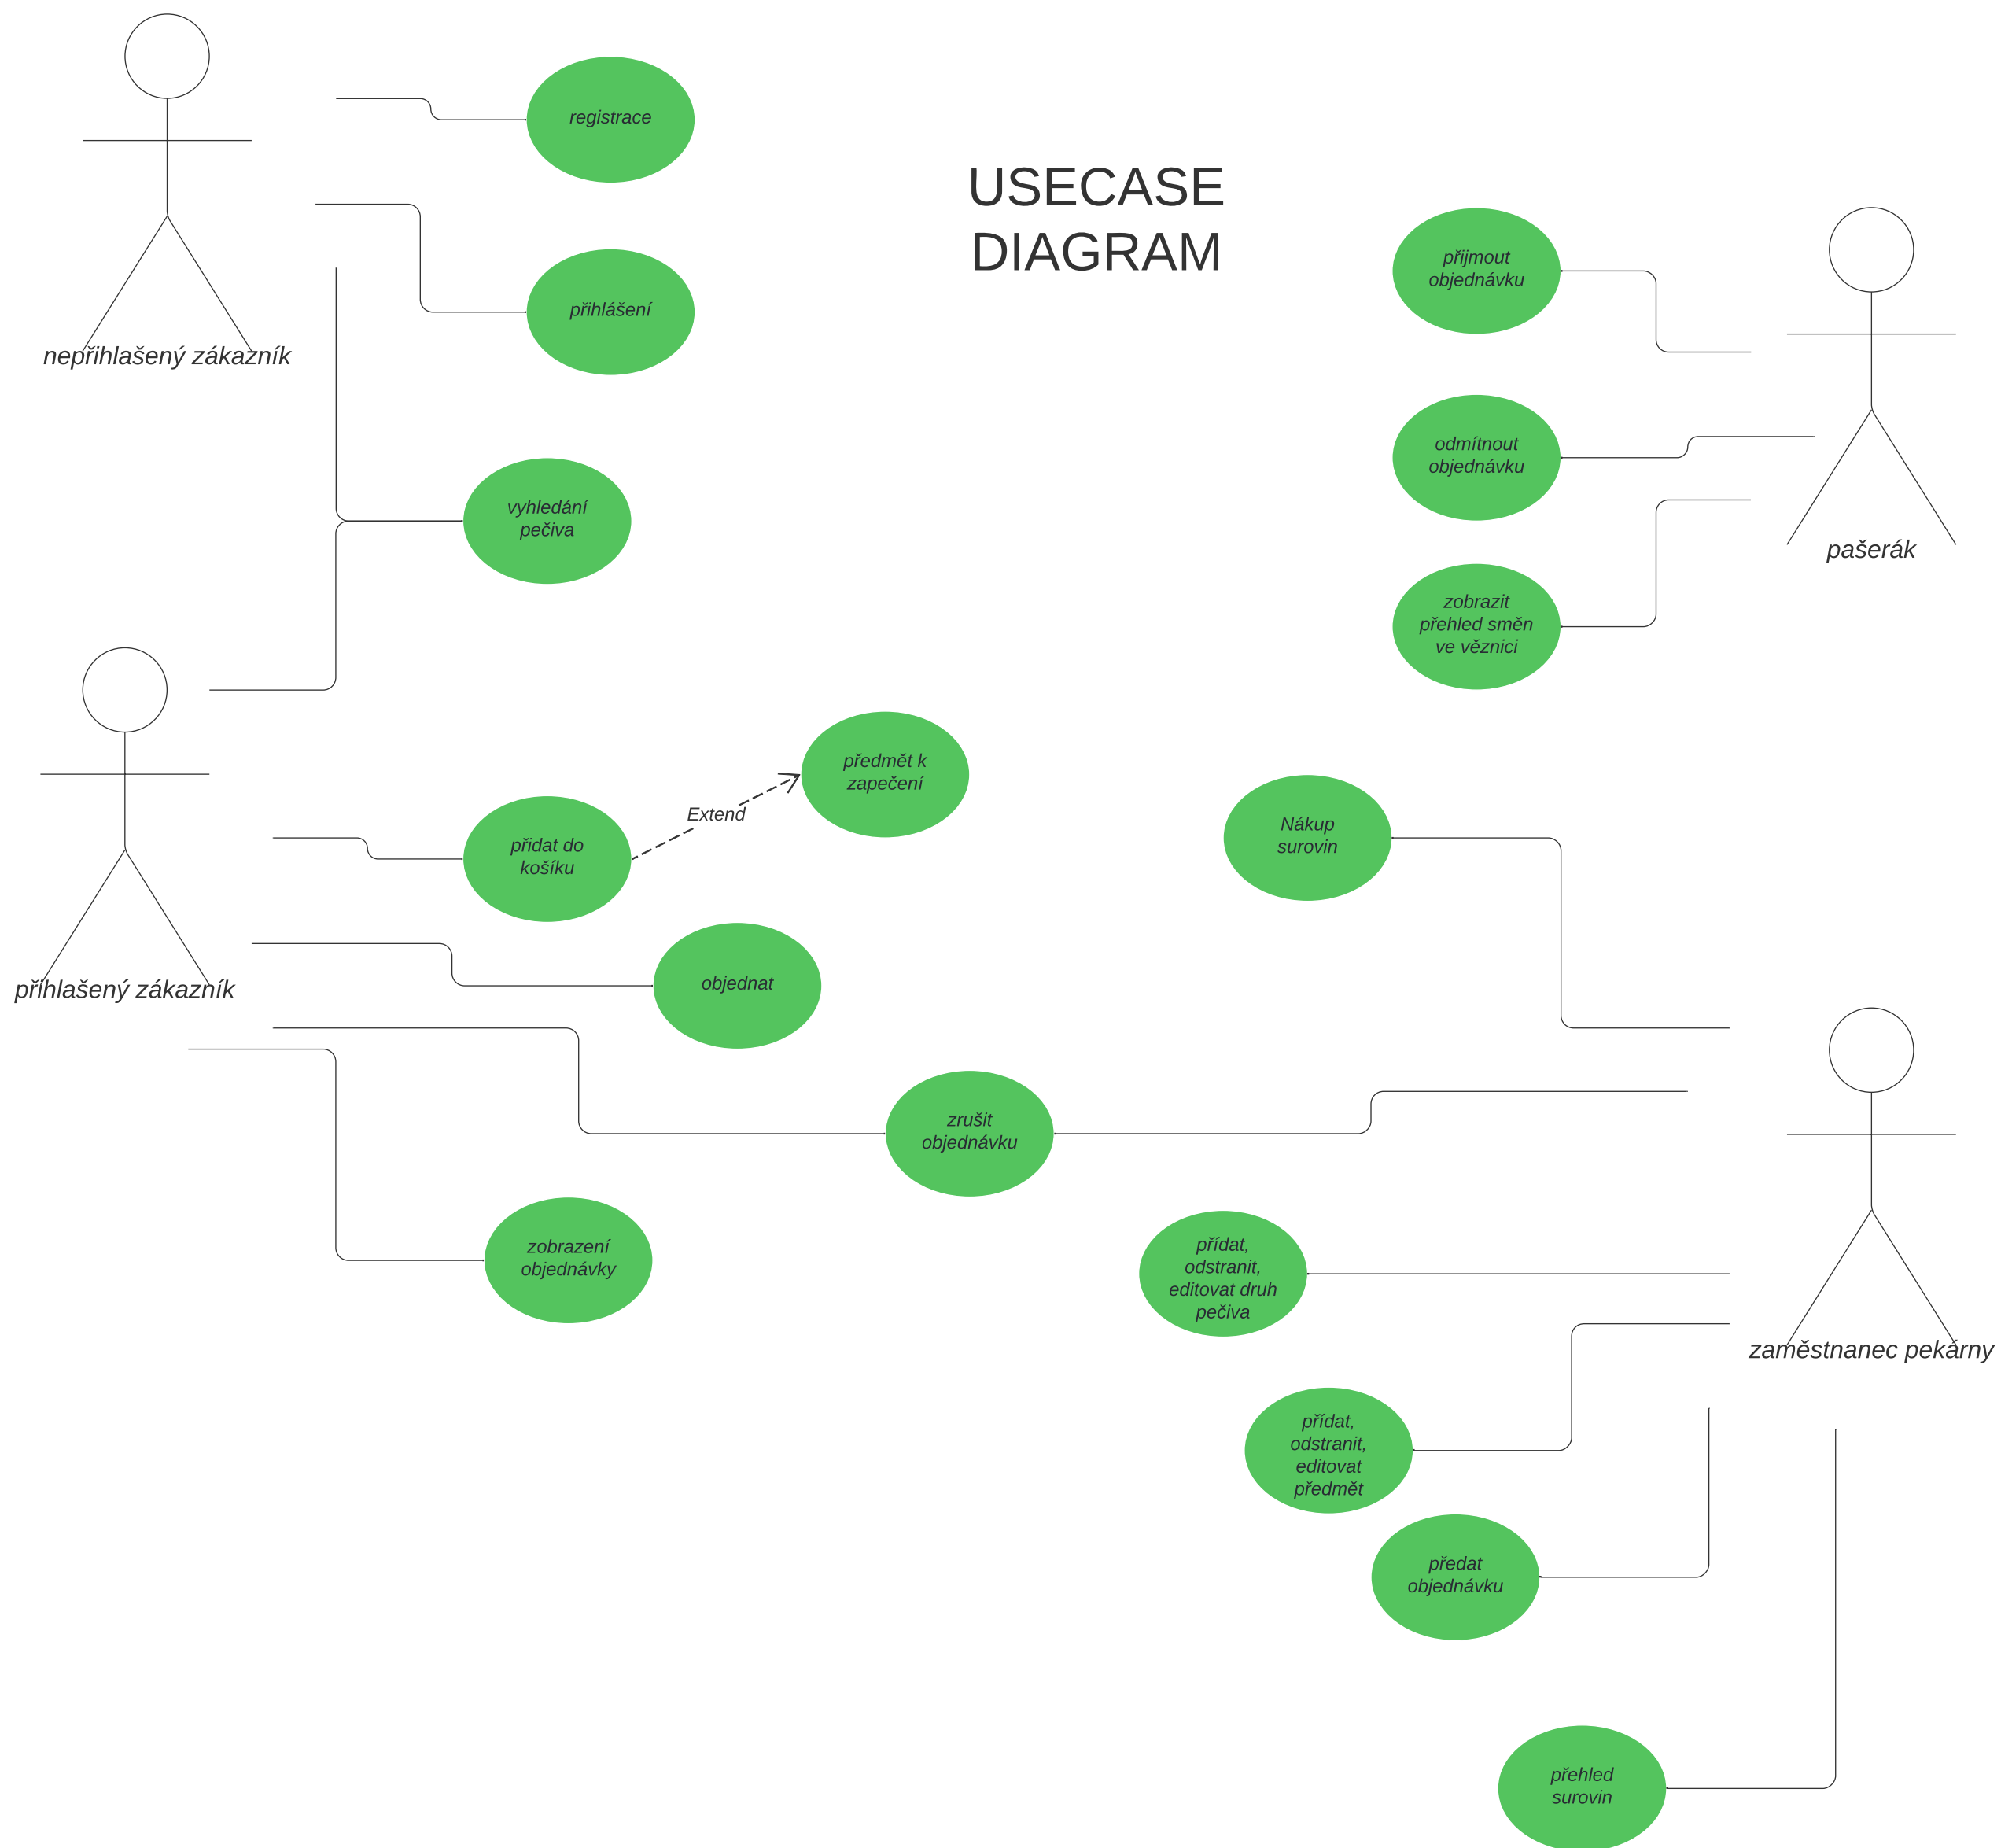 registrace
USECASE
DIAGRAM
přihlášení
nepřihlašený zákazník
přijmout
objednávku
odmítnout
objednávku
pašerák
vyhledání
pečiva
zobrazit
přehled směn
ve věznici
předmět k
zapečení
Extend
přidat do
košíku
Nákup
surovin
přihlašený zákazník
objednat
zrušit
objednávku
zobrazení
objednávky
přídat,
odstranit,
editovat druh
pečiva
zaměstnanec pekárny
přídat,
odstranit,
editovat
předmět
předat
objednávku
přehled
surovin